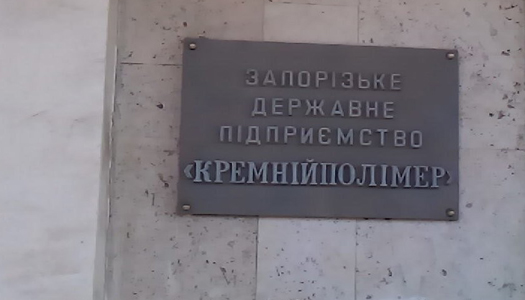 ЗАПОРІЗЬКЕ
ДЕРЖАВНЕ
ПІДПРИЄМСТВО
«КРЕМНІЙПОЛІМЕР»